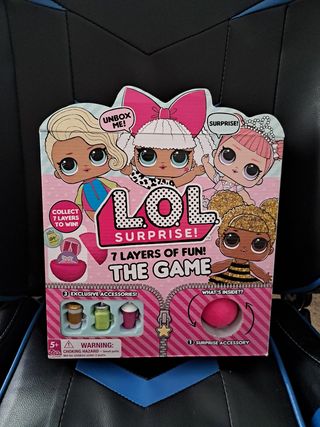 UNBOX
ME!
SURPRISE!
L.O.L
SURPRISE!
7 LAYERS OF FUN!
THE GAME
COLLECT
7 LAYERS
TO WIN!
3 EXCLUSIVE ACCESSORIES!
WHAT'S INSIDE?
1 SURPRISE ACCESSORY
5+
WARNING:
CHOKING HAZARD